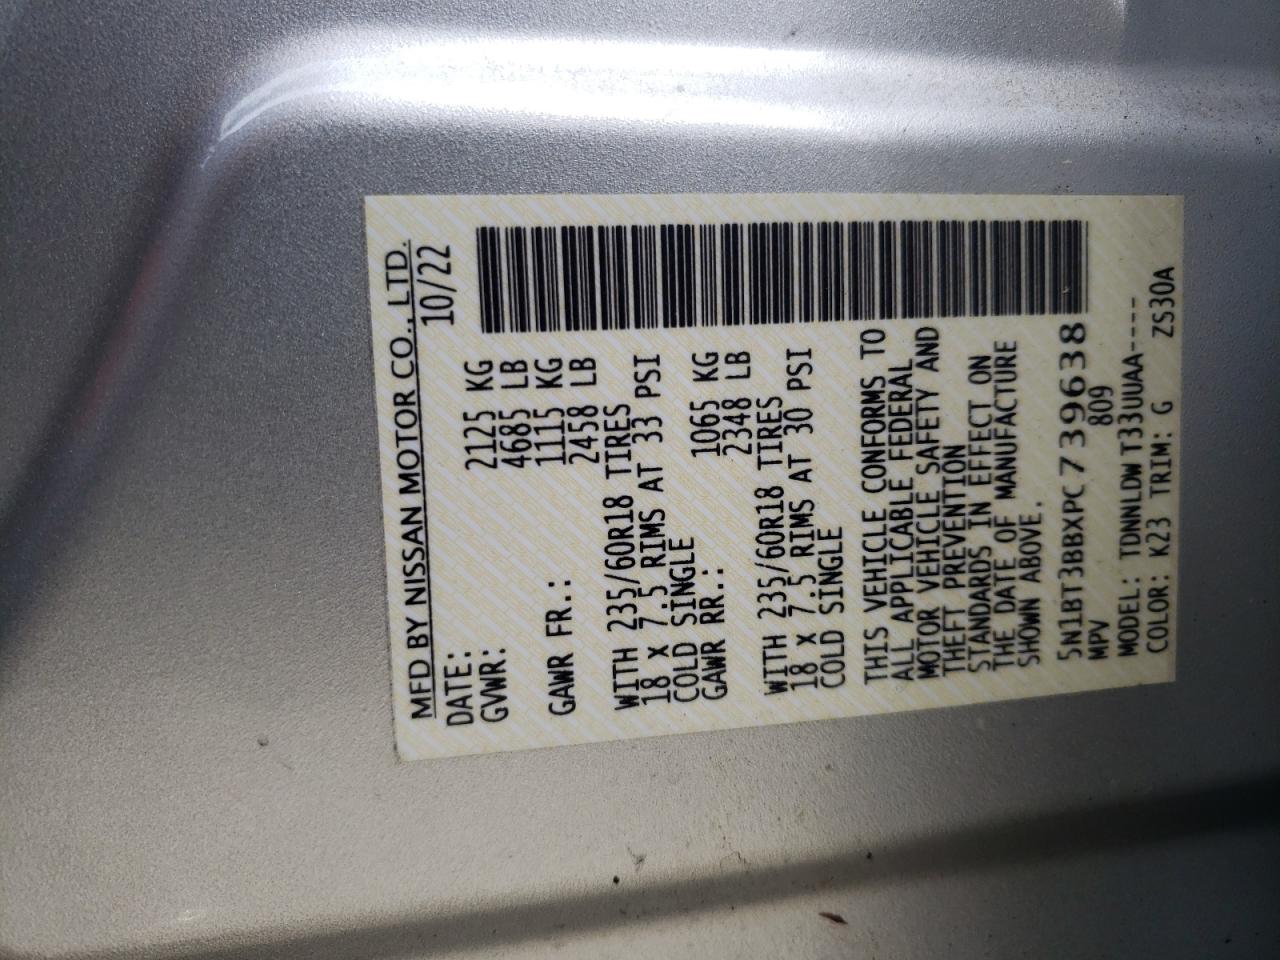 MFD BY NISSAN MOTOR CO., LTD.
DATE: 10/22
GVWR: 2125 KG
4685 LB
GAWR FR.: 1115 KG
2458 LB
WITH 235/60R18 TIRES
18 X 7.5 RIMS AT 33 PSI
COLD SINGLE
GAWR RR.: 1065 KG
2348 LB
WITH 235/60R18 TIRES
18 X 7.5 RIMS AT 30 PSI
COLD SINGLE
THIS VEHICLE CONFORMS TO
ALL APPLICABLE FEDERAL
MOTOR VEHICLE SAFETY AND
THEFT PREVENTION
STANDARDS IN EFFECT ON
THE DATE OF MANUFACTURE
SHOWN ABOVE.
5N1BT3BBXPC739638
MPV 809
MODEL: TDNNNLDWT33UUAA----
COLOR: K23 TRIM: G ZS30A